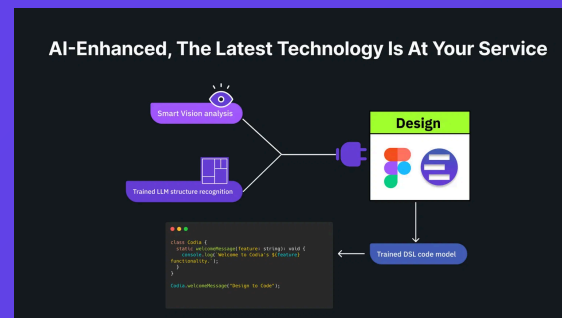 AI-Enhanced, The Latest Technology Is At Your Service
Smart Vision analysis
Design
Trained LLM structure recognition
Trained DSL code model
class Codia {
static welcomeMessage(feature: string): void {
console.log(`Welcome to Codia's ${feature}
functionality.`);
}
}
Codia.welcomeMessage("Design to Code");